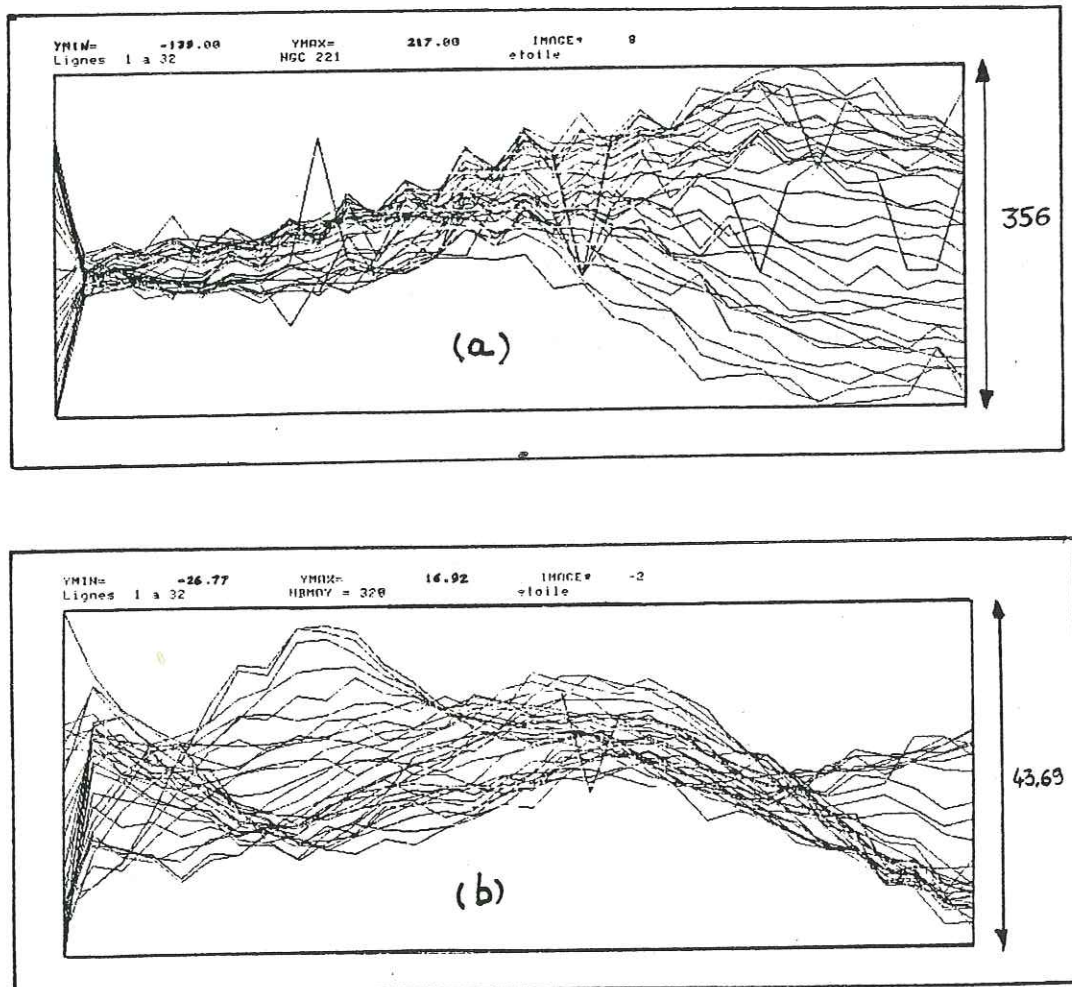 YMIN= -139.00 YMAX= 217.00 IMAGE# 8
Lignes 1 a 32 NGC 221 etoile
(a)
356
YMIN= -26.77 YMAX= 16.92 IMAGE# -2
Lignes 1 a 32 NBMOY = 320 etoile
(b)
43,69